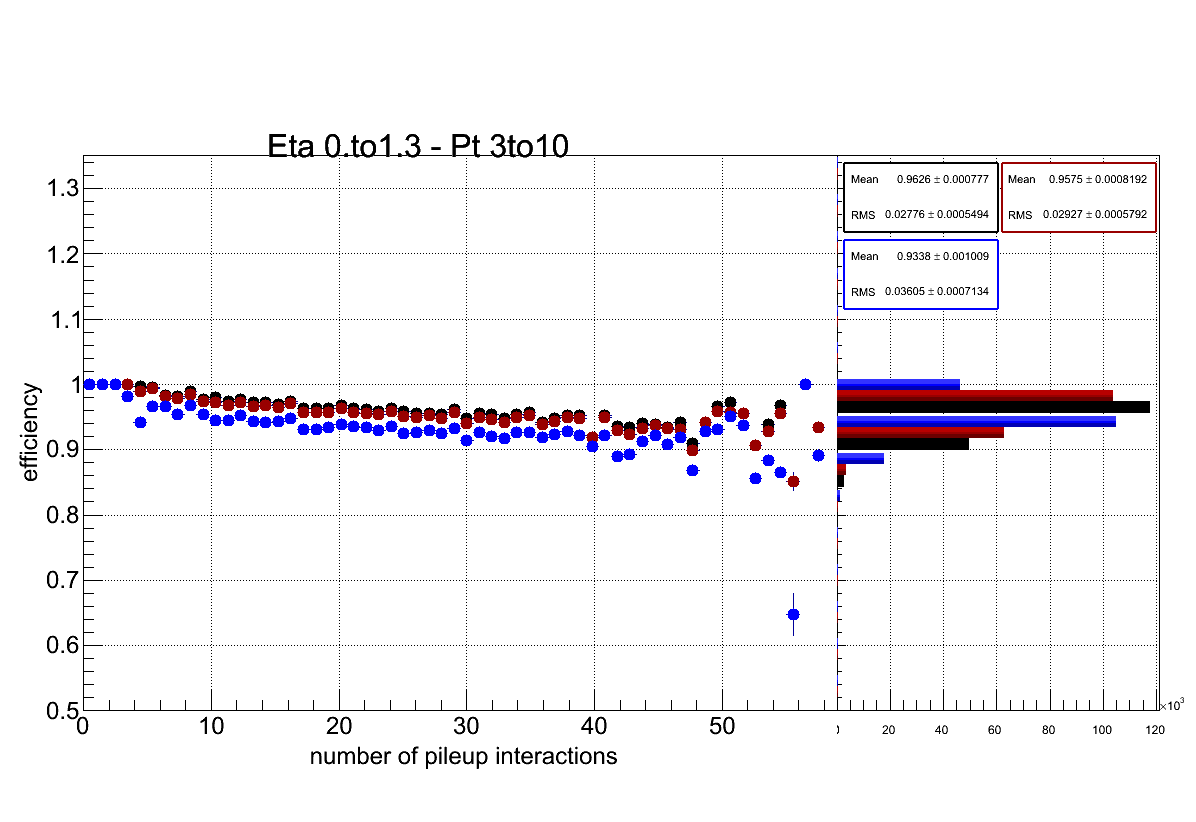 Eta 0.to1.3 - Pt 3to10
1.3
1.2
1.1
1
0.9
0.8
0.7
0.6
0.5
efficiency
0 10 20 30 40 50
number of pileup interactions
Mean 0.9626 ± 0.000777
RMS 0.02776 ± 0.0005494
Mean 0.9575 ± 0.0008192
RMS 0.02927 ± 0.0005792
Mean 0.9338 ± 0.001009
RMS 0.03605 ± 0.0007134
×10³
20 40 60 80 100 120